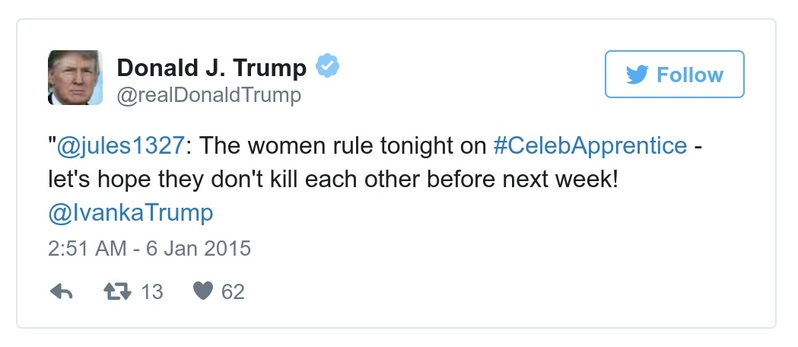 Donald J. Trump
@realDonaldTrump
Follow
"@jules1327: The women rule tonight on #CelebApprentice -
let's hope they don't kill each other before next week!
@IvankaTrump
2:51 AM - 6 Jan 2015
13 62